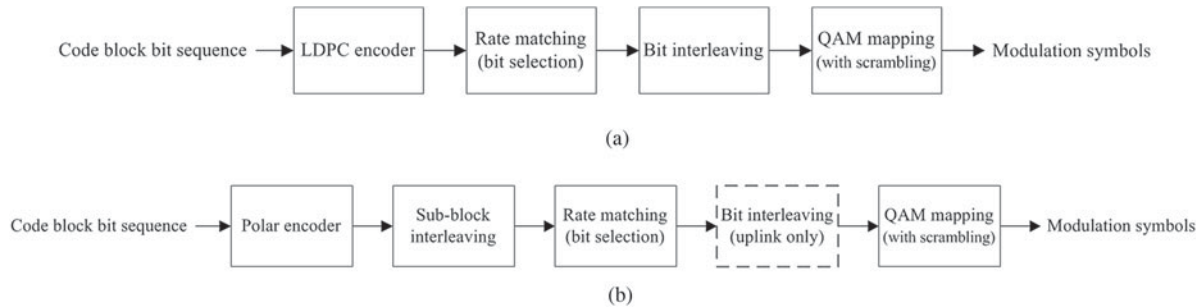 Code block bit sequence
LDPC encoder
Rate matching
(bit selection)
Bit interleaving
QAM mapping
(with scrambling)
Modulation symbols
(a)
Code block bit sequence
Polar encoder
Sub-block
interleaving
Rate matching
(bit selection)
Bit interleaving
(uplink only)
QAM mapping
(with scrambling)
Modulation symbols
(b)